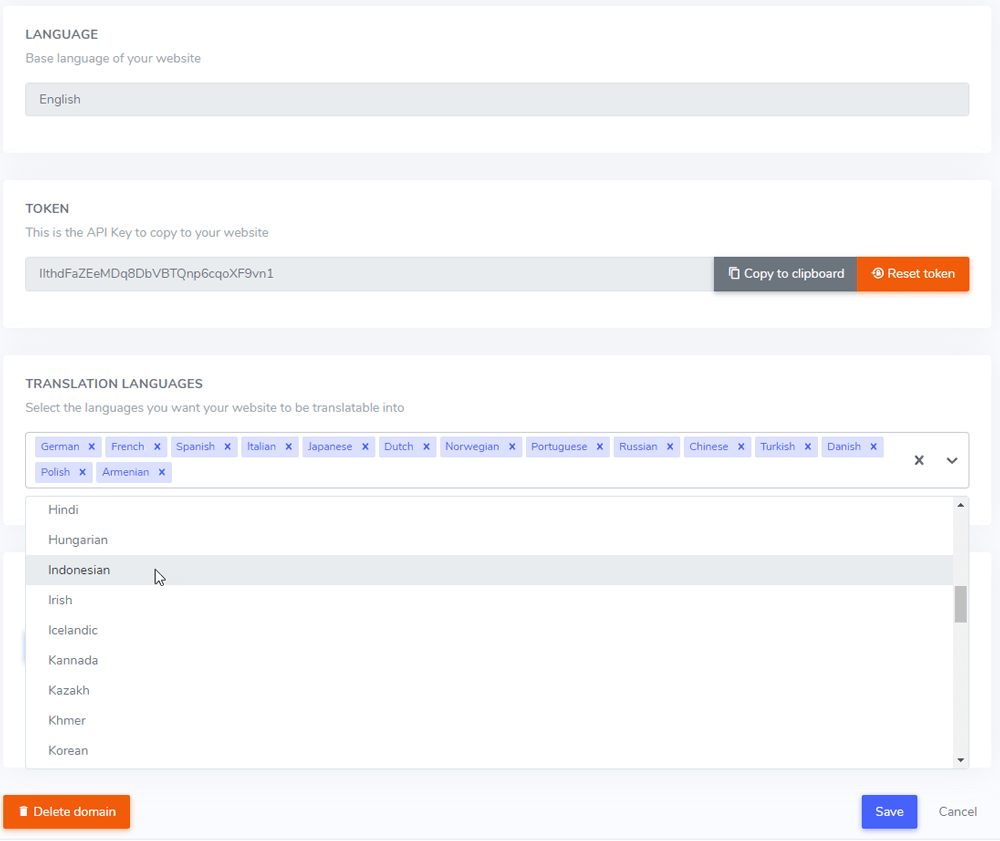 LANGUAGE
Base language of your website
English
TOKEN
This is the API Key to copy to your website
IlthdFaZEeMDq8DbVBTQnp6cqoXF9vn1 Copy to clipboard Reset token
TRANSLATION LANGUAGES
Select the languages you want your website to be translatable into
German × French × Spanish × Italian × Japanese × Dutch × Norwegian × Portuguese × Russian × Chinese × Turkish × Danish ×
Polish × Armenian ×
Hindi
Hungarian
Indonesian
Irish
Icelandic
Kannada
Kazakh
Khmer
Korean
Delete domain Save Cancel